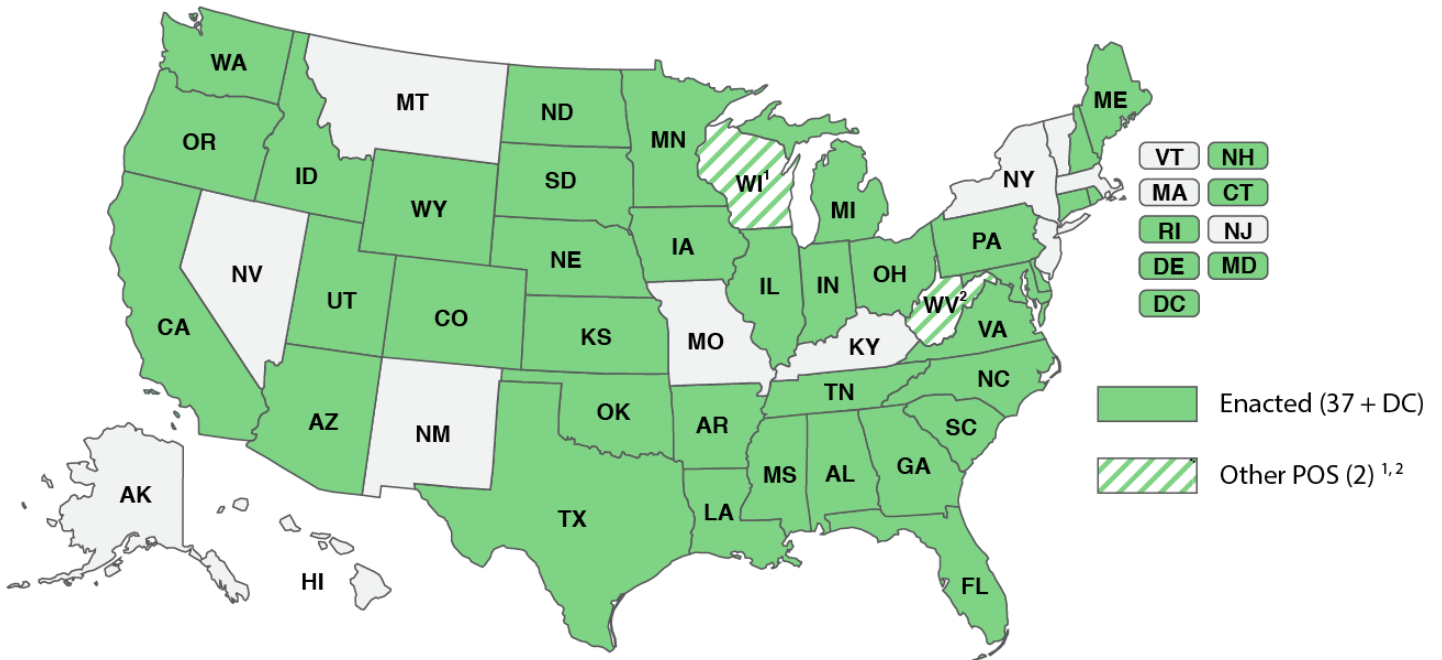 WA
MT
ND
MN
ME
OR
ID
SD
WI¹
NY
VT NH
MA CT
WY
MI
RI NJ
PA
IA
NE
DE MD
NV
UT
IL
IN
OH
WV²
DC
CA
CO
KS
MO
KY
VA
TN
NC
AZ
NM
OK
AR
SC
Enacted (37 + DC)
MS
AL
GA
Other POS (2) ¹, ²
AK
TX
LA
HI
FL